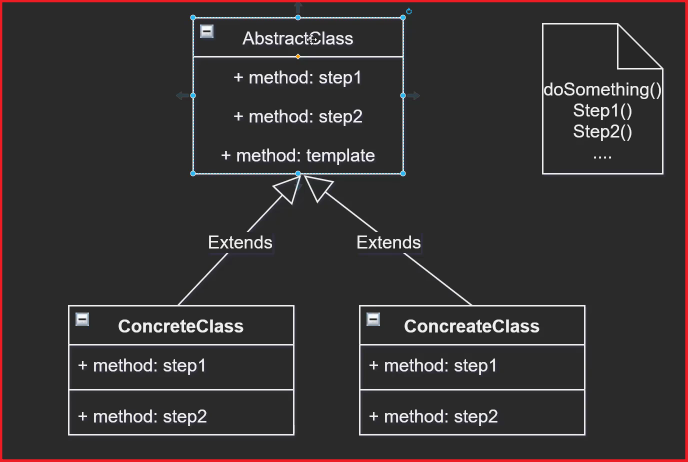 AbstractClass
+ method: step1
+ method: step2
+ method: template
doSomething()
Step1()
Step2()
....
Extends
Extends
ConcreteClass
+ method: step1
+ method: step2
ConcreateClass
+ method: step1
+ method: step2